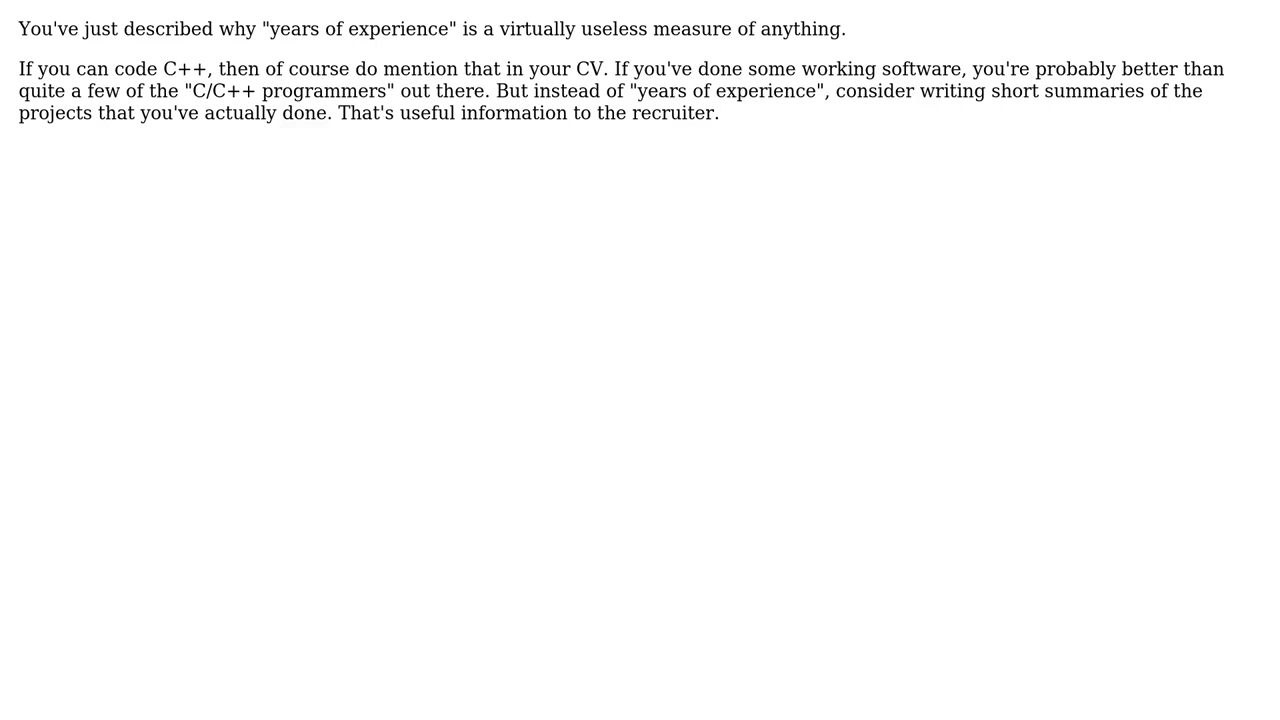 You've just described why "years of experience" is a virtually useless measure of anything.
If you can code C++, then of course do mention that in your CV. If you've done some working software, you're probably better than
quite a few of the "C/C++ programmers" out there. But instead of "years of experience", consider writing short summaries of the
projects that you've actually done. That's useful information to the recruiter.